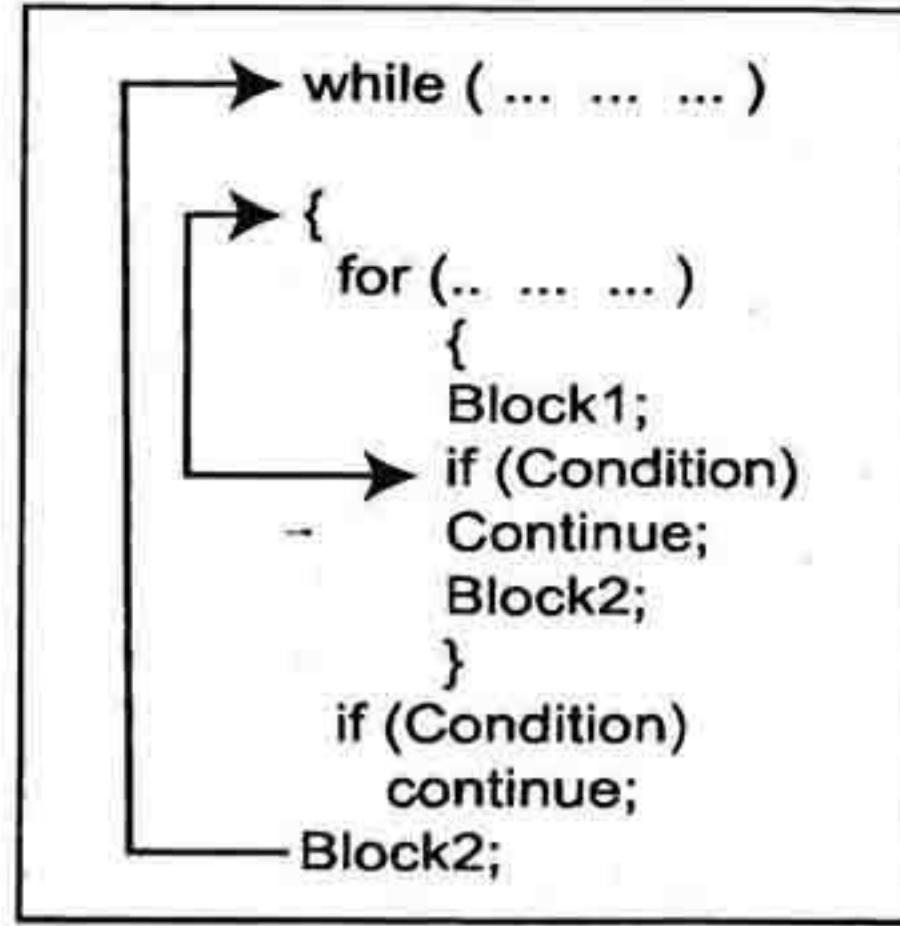 while ( ... ... ... )
{
for (.. ... ... )
{
Block1;
if (Condition)
Continue;
Block2;
}
if (Condition)
continue;
Block2;